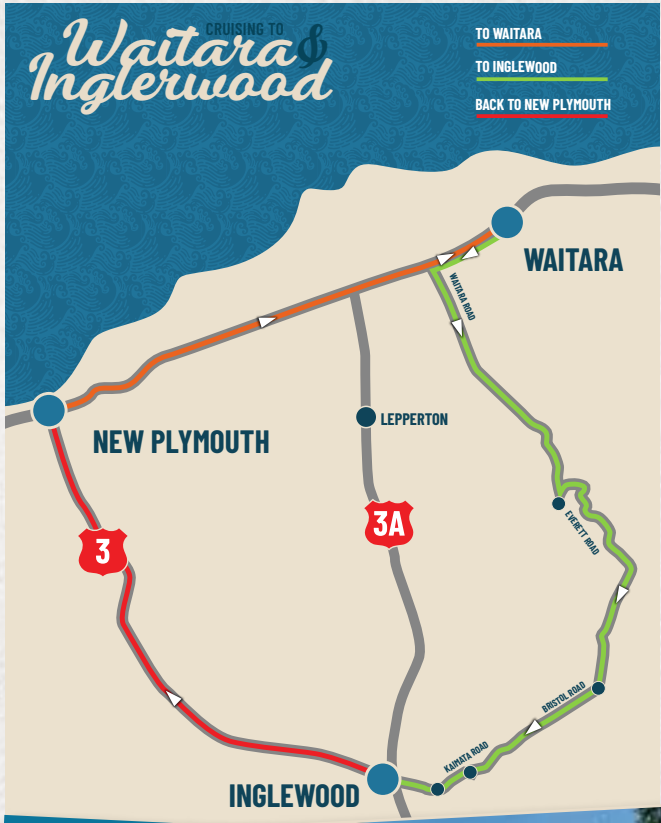 CRUISING TO
Waitara &
Inglerwood
TO WAITARA
TO INGLEWOOD
BACK TO NEW PLYMOUTH
WAITARA
WAITARA ROAD
NEW PLYMOUTH
LEPPERTON
3
3A
EVERETT ROAD
BRISTOL ROAD
KAIMATA ROAD
INGLEWOOD